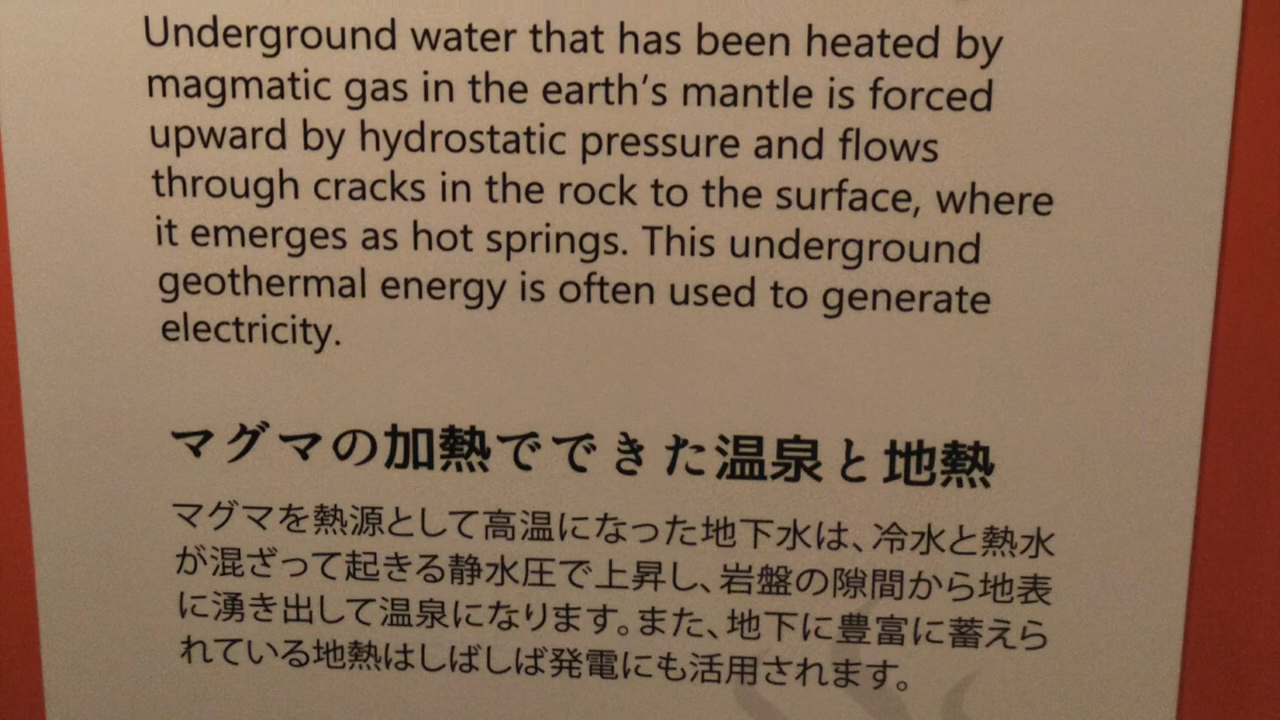 Underground water that has been heated by
magmatic gas in the earth's mantle is forced
upward by hydrostatic pressure and flows
through cracks in the rock to the surface, where
it emerges as hot springs. This underground
geothermal energy is often used to generate
electricity.
マグマの加熱でできた温泉と地熱
マグマを熱源として高温になった地下水は、冷水と熱水
が混ざって起きる静水圧で上昇し、岩盤の隙間から地表
に湧き出して温泉になります。また、地下に豊富に蓄えら
れている地熱はしばしば発電にも活用されます。